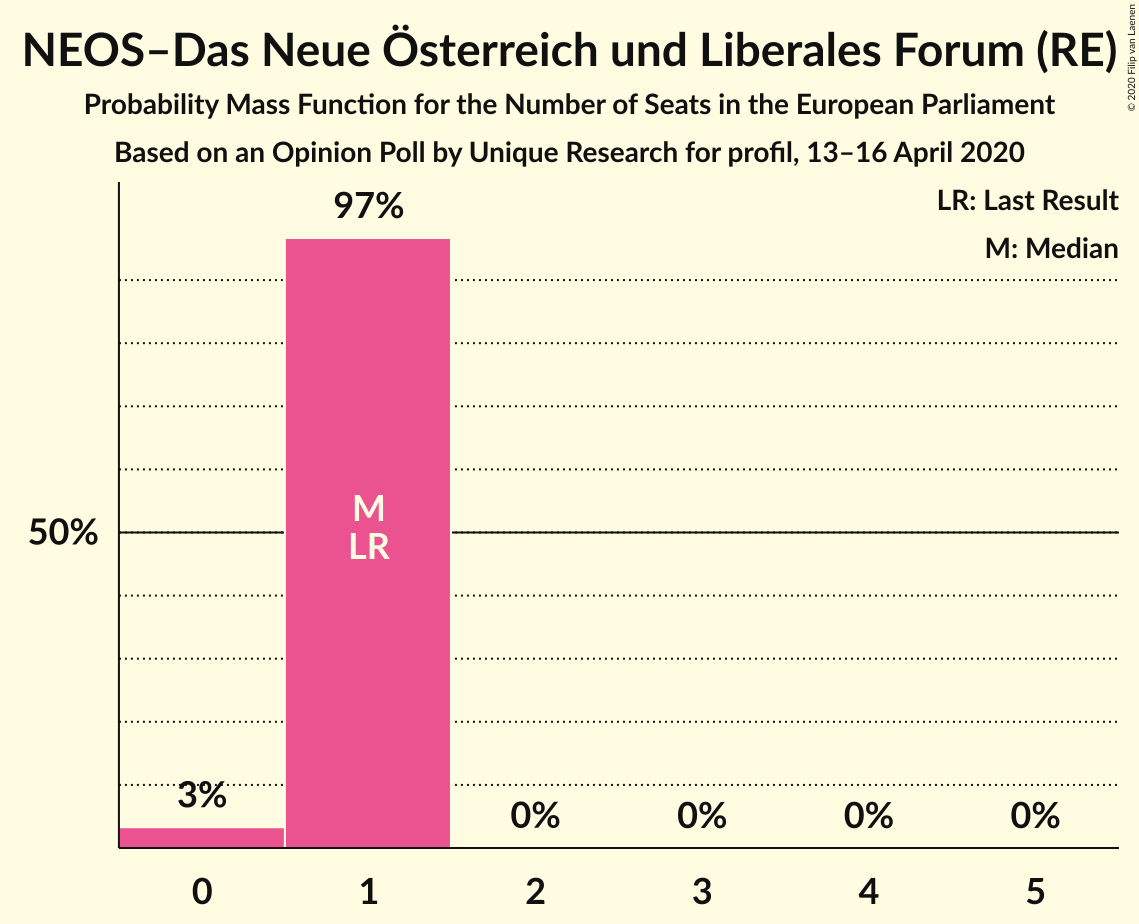 NEOS–Das Neue Österreich und Liberales Forum (RE)
© 2020 Filip van Laenen
Probability Mass Function for the Number of Seats in the European Parliament
Based on an Opinion Poll by Unique Research for profil, 13–16 April 2020
LR: Last Result
M: Median
97%
50%
M
LR
3%
0%
0%
0%
0%
0
1
2
3
4
5